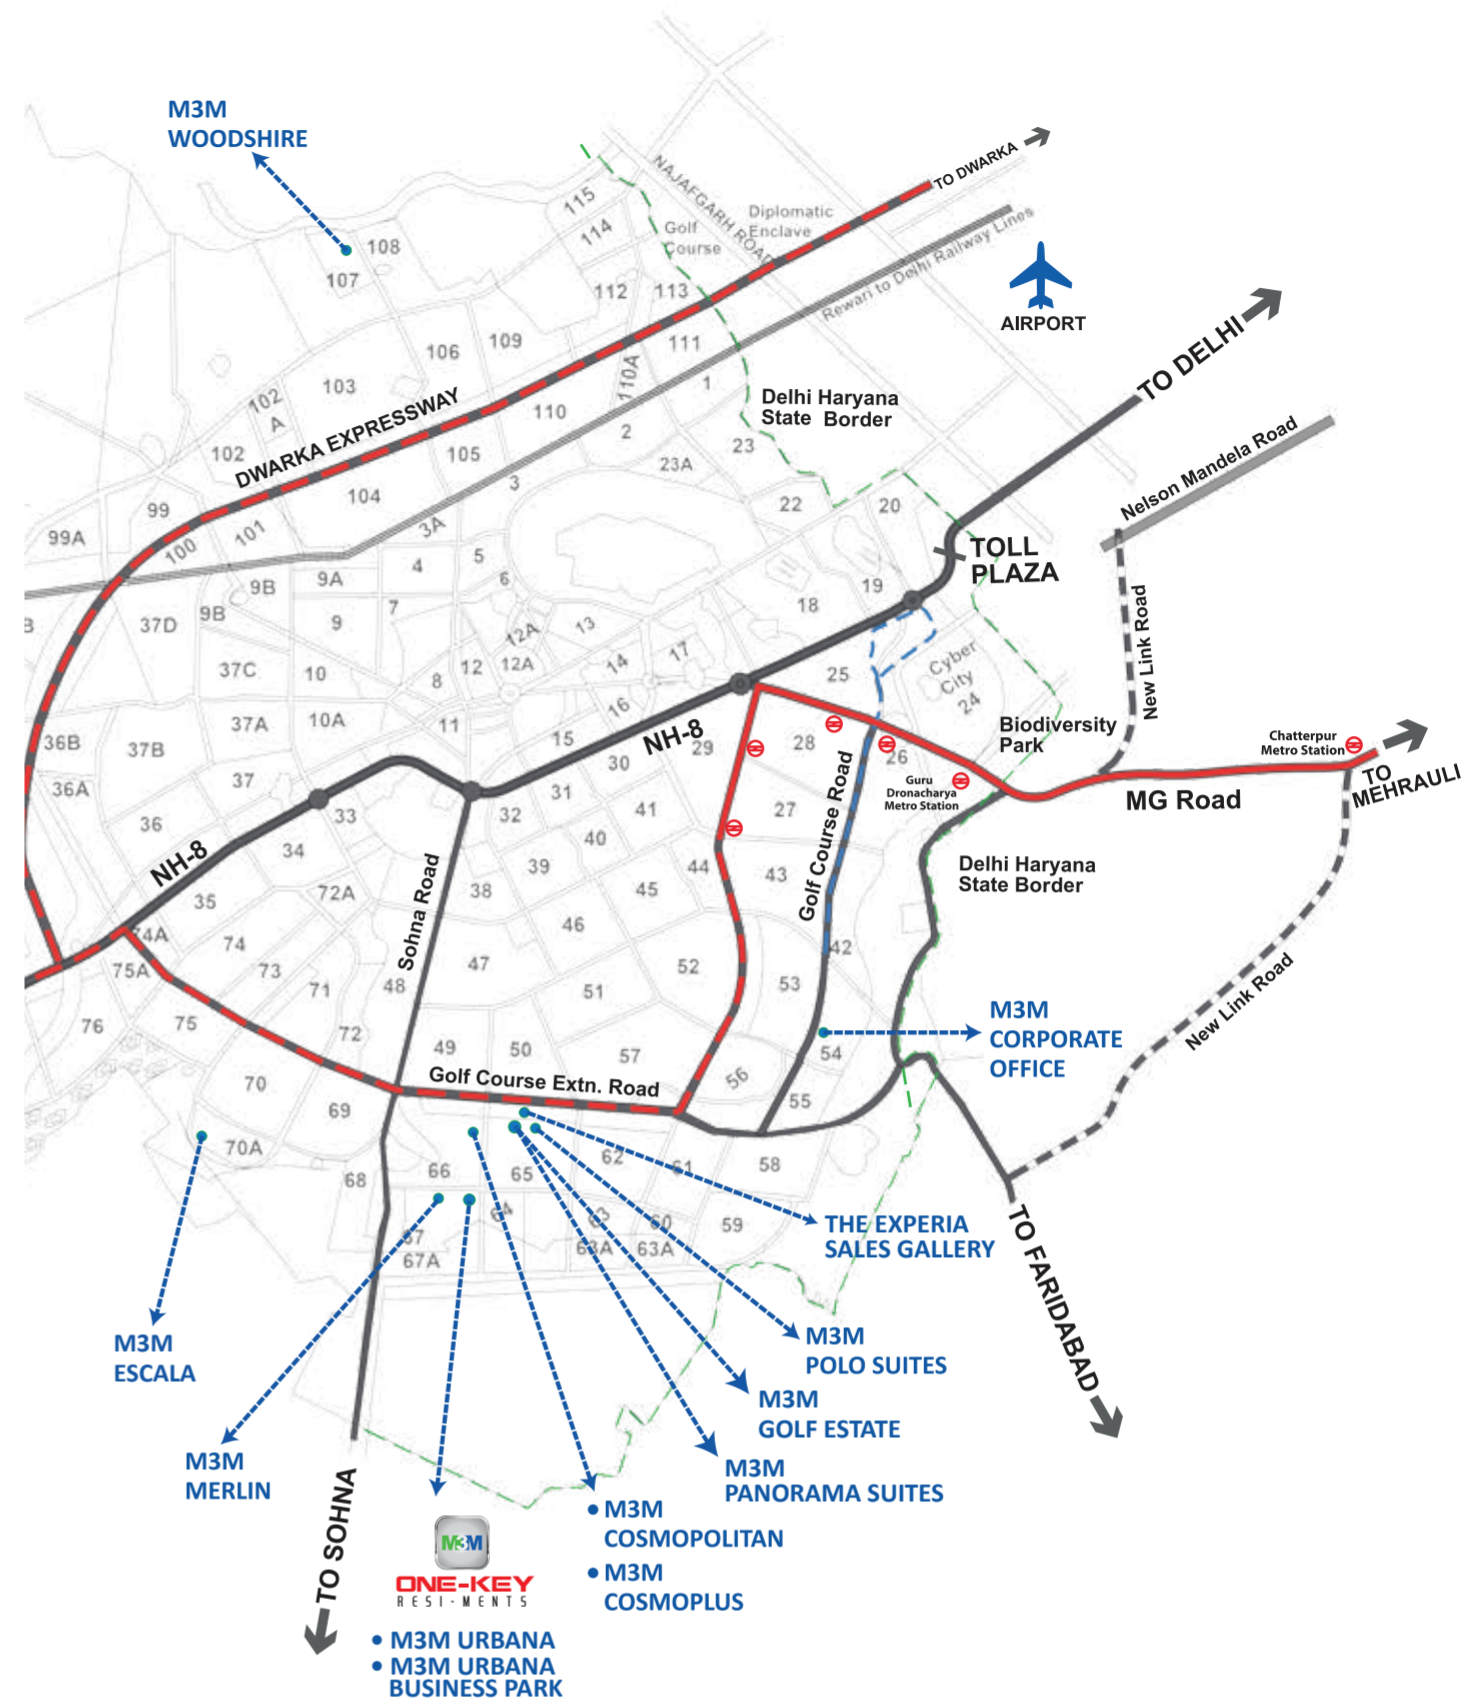 M3M
WOODSHIRE
TO DWARKA
NAJAFGARH ROAD
Diplomatic
Enclave
Golf
Course
Rewari to Delhi Railway Lines
AIRPORT
115
114
108
107
112
113
111
109
106
110A
1
103
102
A
110
2
102
105
23A
23
DWARKA EXPRESSWAY
Delhi Haryana
State Border
TO DELHI
Nelson Mandela Road
104
3
99
99A
100
101
3A
22
20
TOLL
PLAZA
4
5
6
9A
9B
9B
7
9
19
18
New Link Road
B
37D
12A
13
12A
12
14
17
37C
10
8
25
Cyber
City
24
16
10A
11
37A
15
NH-8
29
28
26
Biodiversity
Park
Chatterpur
Metro Station
36B
37B
30
36A
37
31
Guru
Dronacharya
Metro Station
TO
MEHRAULI
MG Road
36
33
32
41
27
Golf Course Road
34
40
39
44
43
NH-8
Delhi Haryana
State Border
35
72A
38
45
Sohna Road
46
74A
74
42
75A
73
71
48
47
52
53
51
76
75
72
49
50
57
54
M3M
CORPORATE
OFFICE
New Link Road
70
Golf Course Extn. Road
56
55
69
70A
68
66
65
62
61
58
64
63
60
59
67
67A
63A
63A
THE EXPERIA
SALES GALLERY
TO FARIDABAD
M3M
ESCALA
M3M
POLO SUITES
M3M
GOLF ESTATE
M3M
MERLIN
M3M
PANORAMA SUITES
TO SOHNA
M3M
COSMOPOLITAN
M3M
COSMOPLUS
M3M
ONE-KEY
RESI-MENTS
M3M URBANA
M3M URBANA
BUSINESS PARK